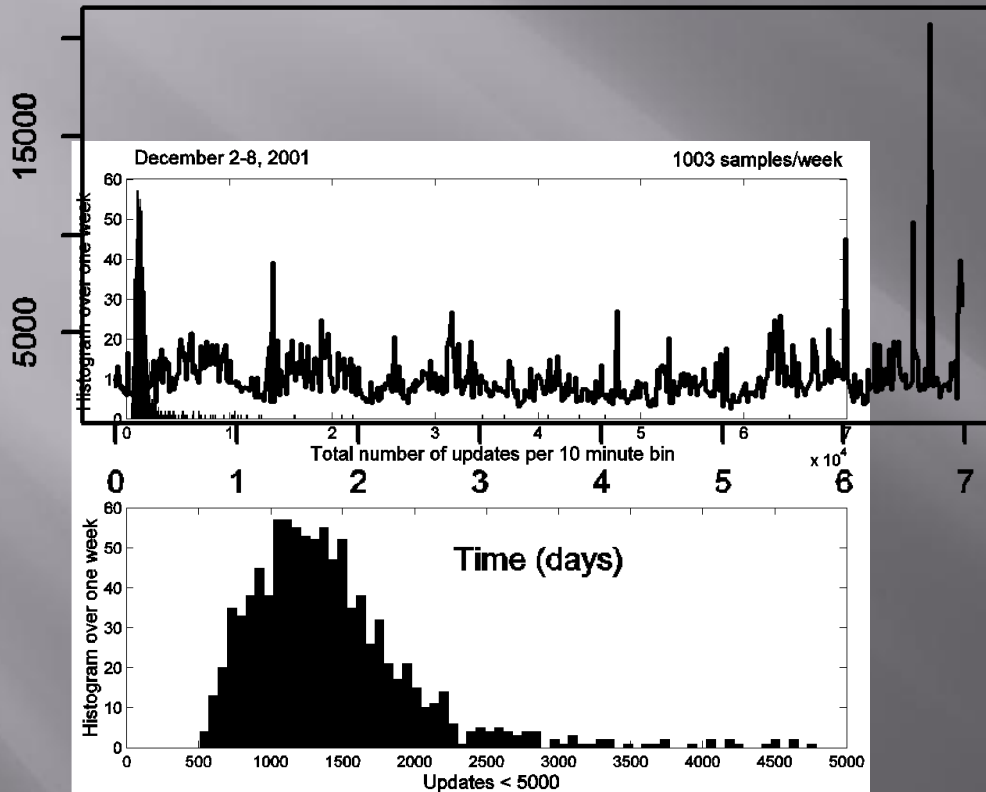 15000
5000
December 2-8, 2001
1003 samples/week
Histogram over one week
60
50
40
30
20
10
0
0 1 2 3 4 5 6 7
Total number of updates per 10 minute bin
x 10^4
0 1 2 3 4 5 6 7
Time (days)
Histogram over one week
60
50
40
30
20
10
0
0 500 1000 1500 2000 2500 3000 3500 4000 4500 5000
Updates < 5000